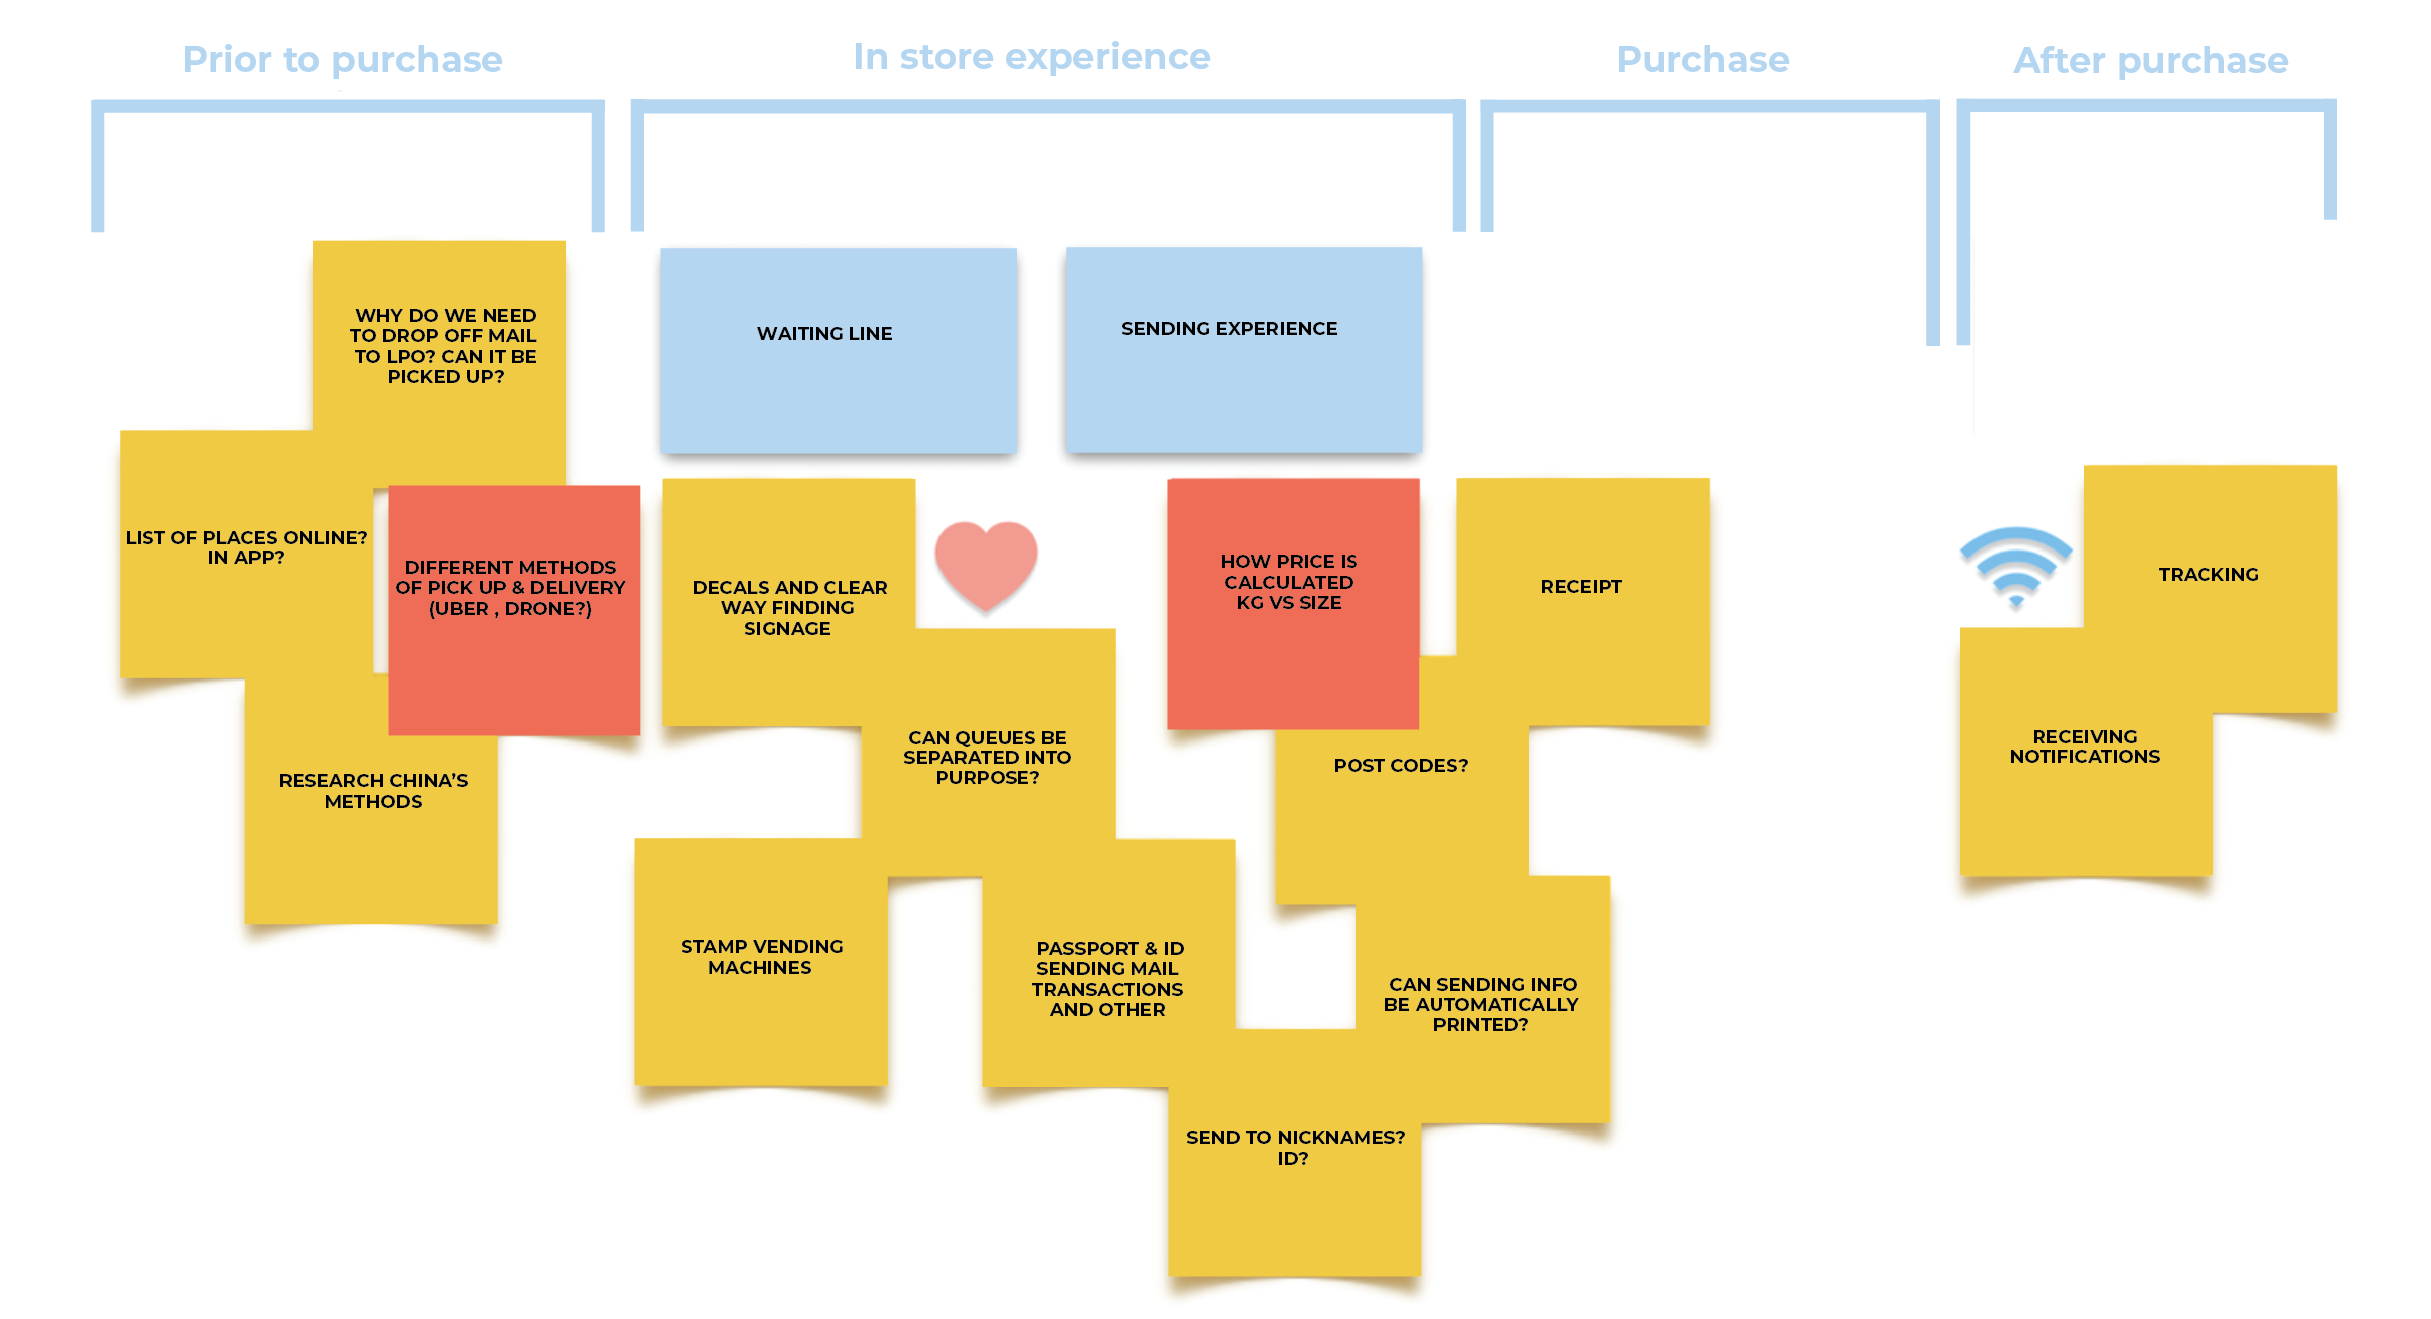 Prior to purchase
In store experience
Purchase
After purchase
WHY DO WE NEED
TO DROP OFF MAIL
TO LPO? CAN IT BE
PICKED UP?
LIST OF PLACES ONLINE?
IN APP?
DIFFERENT METHODS
OF PICK UP & DELIVERY
(UBER , DRONE?)
RESEARCH CHINA’S
METHODS
WAITING LINE
SENDING EXPERIENCE
DECALS AND CLEAR
WAY FINDING
SIGNAGE
CAN QUEUES BE
SEPARATED INTO
PURPOSE?
STAMP VENDING
MACHINES
PASSPORT & ID
SENDING MAIL
TRANSACTIONS
AND OTHER
HOW PRICE IS
CALCULATED
KG VS SIZE
RECEIPT
POST CODES?
CAN SENDING INFO
BE AUTOMATICALLY
PRINTED?
SEND TO NICKNAMES?
ID?
TRACKING
RECEIVING
NOTIFICATIONS